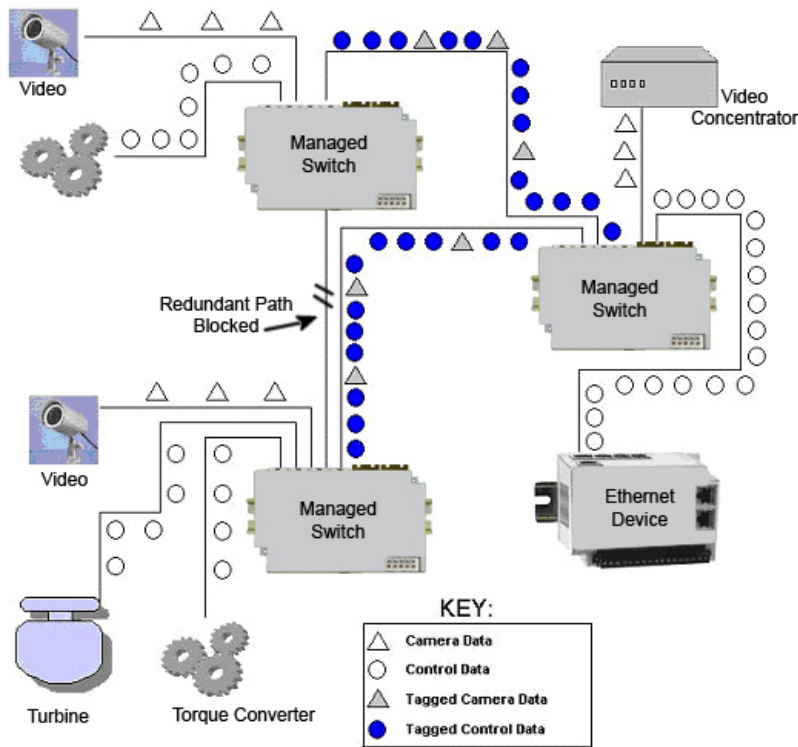 Video
Managed
Switch
Video
Concentrator
Managed
Switch
Redundant Path
Blocked
Video
Managed
Switch
Ethernet
Device
Turbine
Torque Converter
KEY:
Camera Data
Control Data
Tagged Camera Data
Tagged Control Data